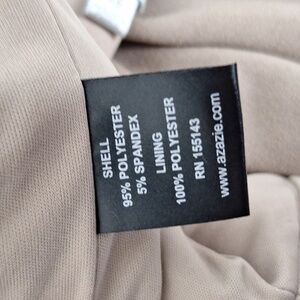 SHELL
95% POLYESTER
5% SPANDEX
LINING
100% POLYESTER
RN 155143
www.azazie.com